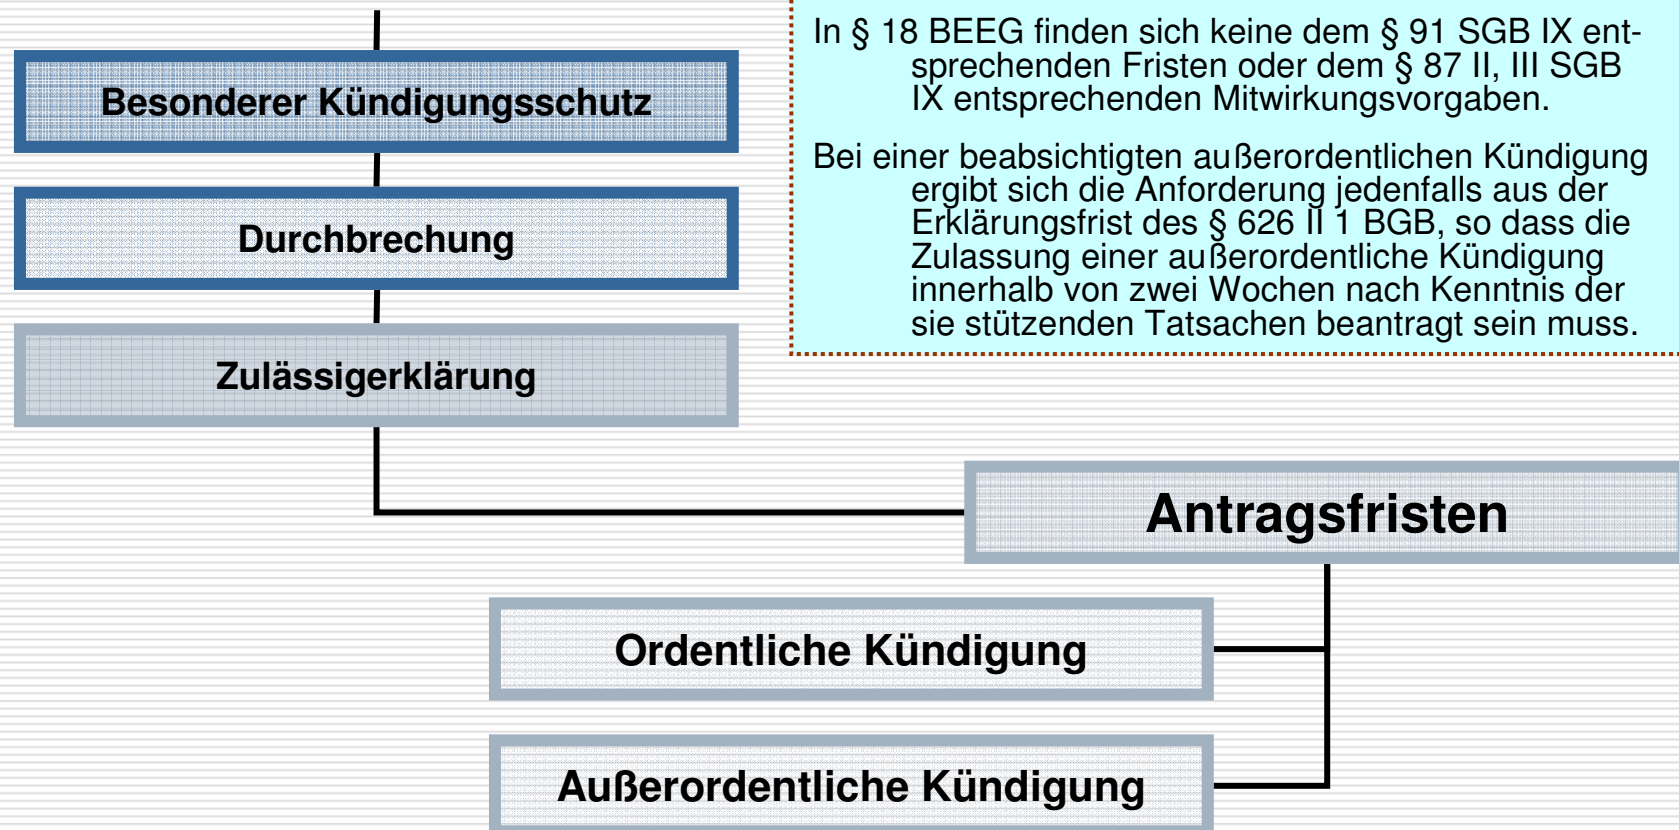 In § 18 BEEG finden sich keine dem § 91 SGB IX ent-
sprechenden Fristen oder dem § 87 II, III SGB
IX entsprechenden Mitwirkungsvorgaben.
Bei einer beabsichtigten außerordentlichen Kündigung
ergibt sich die Anforderung jedenfalls aus der
Erklärungsfrist des § 626 II 1 BGB, so dass die
Zulassung einer außerordentliche Kündigung
innerhalb von zwei Wochen nach Kenntnis der
sie stützenden Tatsachen beantragt sein muss.
Besonderer Kündigungsschutz
Durchbrechung
Zulässigerklärung
Antragsfristen
Ordentliche Kündigung
Außerordentliche Kündigung